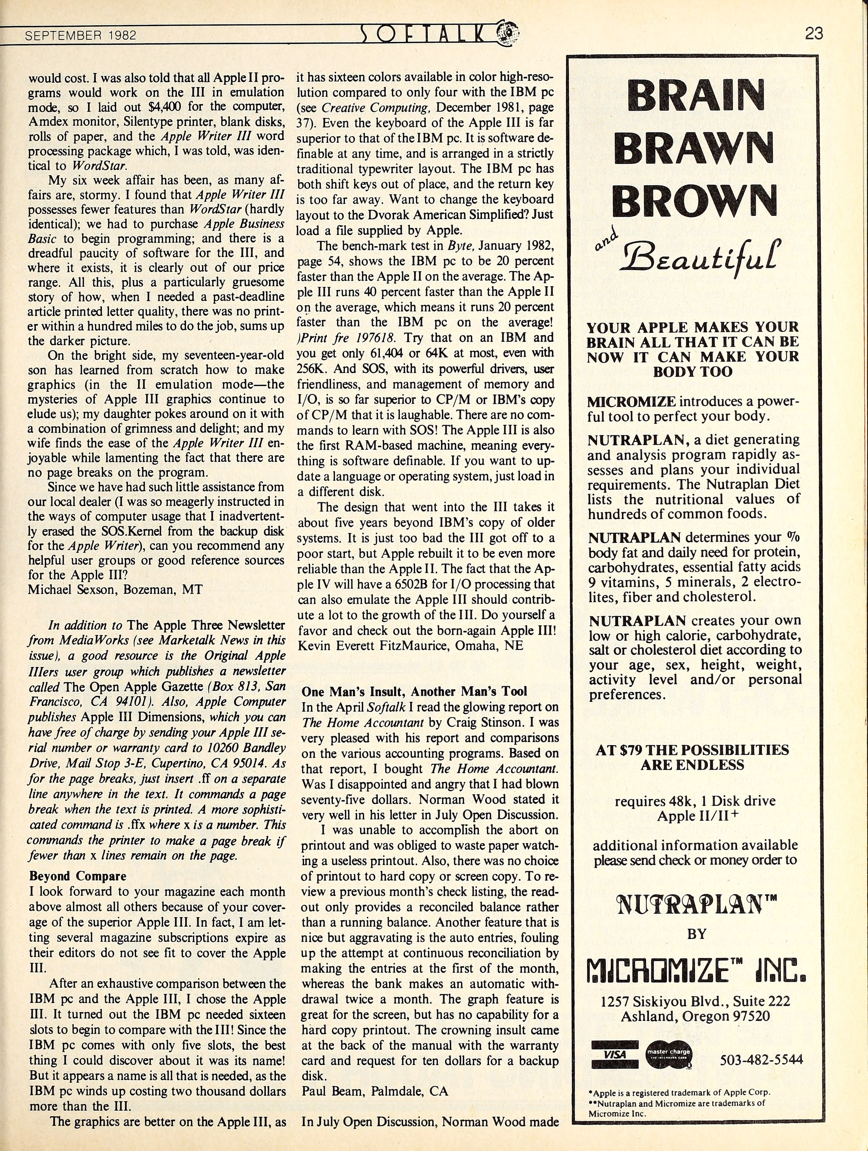 SEPTEMBER 1982
SOFTALK
23
would cost. I was also told that all Apple II pro-
grams would work on the III in emulation
mode, so I laid out $4,400 for the computer,
Amdex monitor, Silentype printer, blank disks,
rolls of paper, and the Apple Writer III word
processing package which, I was told, was iden-
tical to WordStar.
My six week affair has been, as many af-
fairs are, stormy. I found that Apple Writer III
possesses fewer features than WordStar (hardly
identical); we had to purchase Apple Business
Basic to begin programming; and there is a
dreadful paucity of software for the III, and
where it exists, it is clearly out of our price
range. All this, plus a particularly gruesome
story of how, when I needed a past-deadline
article printed letter quality, there was no print-
er within a hundred miles to do the job, sums up
the darker picture.
On the bright side, my seventeen-year-old
son has learned from scratch how to make
graphics (in the II emulation mode—the
mysteries of Apple III graphics continue to
elude us); my daughter pokes around on it with
a combination of grimness and delight; and my
wife finds the ease of the Apple Writer III en-
joyable while lamenting the fact that there are
no page breaks on the program.
Since we have had such little assistance from
our local dealer (I was so meagerly instructed in
the ways of computer usage that I inadvertent-
ly erased the SOS.Kernel from the backup disk
for the Apple Writer), can you recommend any
helpful user groups or good reference sources
for the Apple III?
Michael Sexson, Bozeman, MT
In addition to The Apple Three Newsletter
from MediaWorks (see Marketalk News in this
issue), a good resource is the Original Apple
IIIers user group which publishes a newsletter
called The Open Apple Gazette (Box 813, San
Francisco, CA 94101). Also, Apple Computer
publishes Apple III Dimensions, which you can
have free of charge by sending your Apple III se-
rial number or warranty card to 10260 Bandley
Drive, Mail Stop 3-E, Cupertino, CA 95014. As
for the page breaks, just insert .ff on a separate
line anywhere in the text. It commands a page
break when the text is printed. A more sophisti-
cated command is .ffx where x is a number. This
commands the printer to make a page break if
fewer than x lines remain on the page.
Beyond Compare
I look forward to your magazine each month
above almost all others because of your cover-
age of the superior Apple III. In fact, I am let-
ting several magazine subscriptions expire as
their editors do not see fit to cover the Apple
III.
After an exhaustive comparison between the
IBM pc and the Apple III, I chose the Apple
III. It turned out the IBM pc needed sixteen
slots to begin to compare with the III! Since the
IBM pc comes with only five slots, the best
thing I could discover about it was its name!
But it appears a name is all that is needed, as the
IBM pc winds up costing two thousand dollars
more than the III.
The graphics are better on the Apple III, as
it has sixteen colors available in color high-reso-
lution compared to only four with the IBM pc
(see Creative Computing, December 1981, page
37). Even the keyboard of the Apple III is far
superior to that of the IBM pc. It is software de-
finable at any time, and is arranged in a strictly
traditional typewriter layout. The IBM pc has
both shift keys out of place, and the return key
is too far away. Want to change the keyboard
layout to the Dvorak American Simplified? Just
load a file supplied by Apple.
The bench-mark test in Byte, January 1982,
page 54, shows the IBM pc to be 20 percent
faster than the Apple II on the average. The Ap-
ple III runs 40 percent faster than the Apple II
on the average, which means it runs 20 percent
faster than the IBM pc on the average!
)Print fre 197618. Try that on an IBM and
you get only 61,404 or 64K at most, even with
256K. And SOS, with its powerful drivers, user
friendliness, and management of memory and
I/O, is so far superior to CP/M or IBM's copy
of CP/M that it is laughable. There are no com-
mands to learn with SOS! The Apple III is also
the first RAM-based machine, meaning every-
thing is software definable. If you want to up-
date a language or operating system, just load in
a different disk.
The design that went into the III takes it
about five years beyond IBM's copy of older
systems. It is just too bad the III got off to a
poor start, but Apple rebuilt it to be even more
reliable than the Apple II. The fact that the Ap-
ple IV will have a 6502B for I/O processing that
can also emulate the Apple III should contrib-
ute a lot to the growth of the III. Do yourself a
favor and check out the born-again Apple III!
Kevin Everett FitzMaurice, Omaha, NE
One Man's Insult, Another Man's Tool
In the April Softalk I read the glowing report on
The Home Accountant by Craig Stinson. I was
very pleased with his report and comparisons
on the various accounting programs. Based on
that report, I bought The Home Accountant.
Was I disappointed and angry that I had blown
seventy-five dollars. Norman Wood stated it
very well in his letter in July Open Discussion.
I was unable to accomplish the abort on
printout and was obliged to waste paper watch-
ing a useless printout. Also, there was no choice
of printout to hard copy or screen copy. To re-
view a previous month's check listing, the read-
out only provides a reconciled balance rather
than a running balance. Another feature that is
nice but aggravating is the auto entries, fouling
up the attempt at continuous reconciliation by
making the entries at the first of the month,
whereas the bank makes an automatic with-
drawal twice a month. The graph feature is
great for the screen, but has no capability for a
hard copy printout. The crowning insult came
at the back of the manual with the warranty
card and request for ten dollars for a backup
disk.
Paul Beam, Palmdale, CA
In July Open Discussion, Norman Wood made
BRAIN
BRAWN
BROWN
and
Beautiful
YOUR APPLE MAKES YOUR
BRAIN ALL THAT IT CAN BE
NOW IT CAN MAKE YOUR
BODY TOO
MICROMIZE introduces a power-
ful tool to perfect your body.
NUTRAPLAN, a diet generating
and analysis program rapidly as-
sesses and plans your individual
requirements. The Nutraplan Diet
lists the nutritional values of
hundreds of common foods.
NUTRAPLAN determines your %
body fat and daily need for protein,
carbohydrates, essential fatty acids
9 vitamins, 5 minerals, 2 electro-
lites, fiber and cholesterol.
NUTRAPLAN creates your own
low or high calorie, carbohydrate,
salt or cholesterol diet according to
your age, sex, height, weight,
activity level and/or personal
preferences.
AT $79 THE POSSIBILITIES
ARE ENDLESS
requires 48k, 1 Disk drive
Apple II/II+
additional information available
please send check or money order to
NUTRAPLAN™
BY
MICROMIZE™ INC.
1257 Siskiyou Blvd., Suite 222
Ashland, Oregon 97520
VISA
master charge
503-482-5544
*Apple is a registered trademark of Apple Corp.
**Nutraplan and Micromize are trademarks of
Micromize Inc.